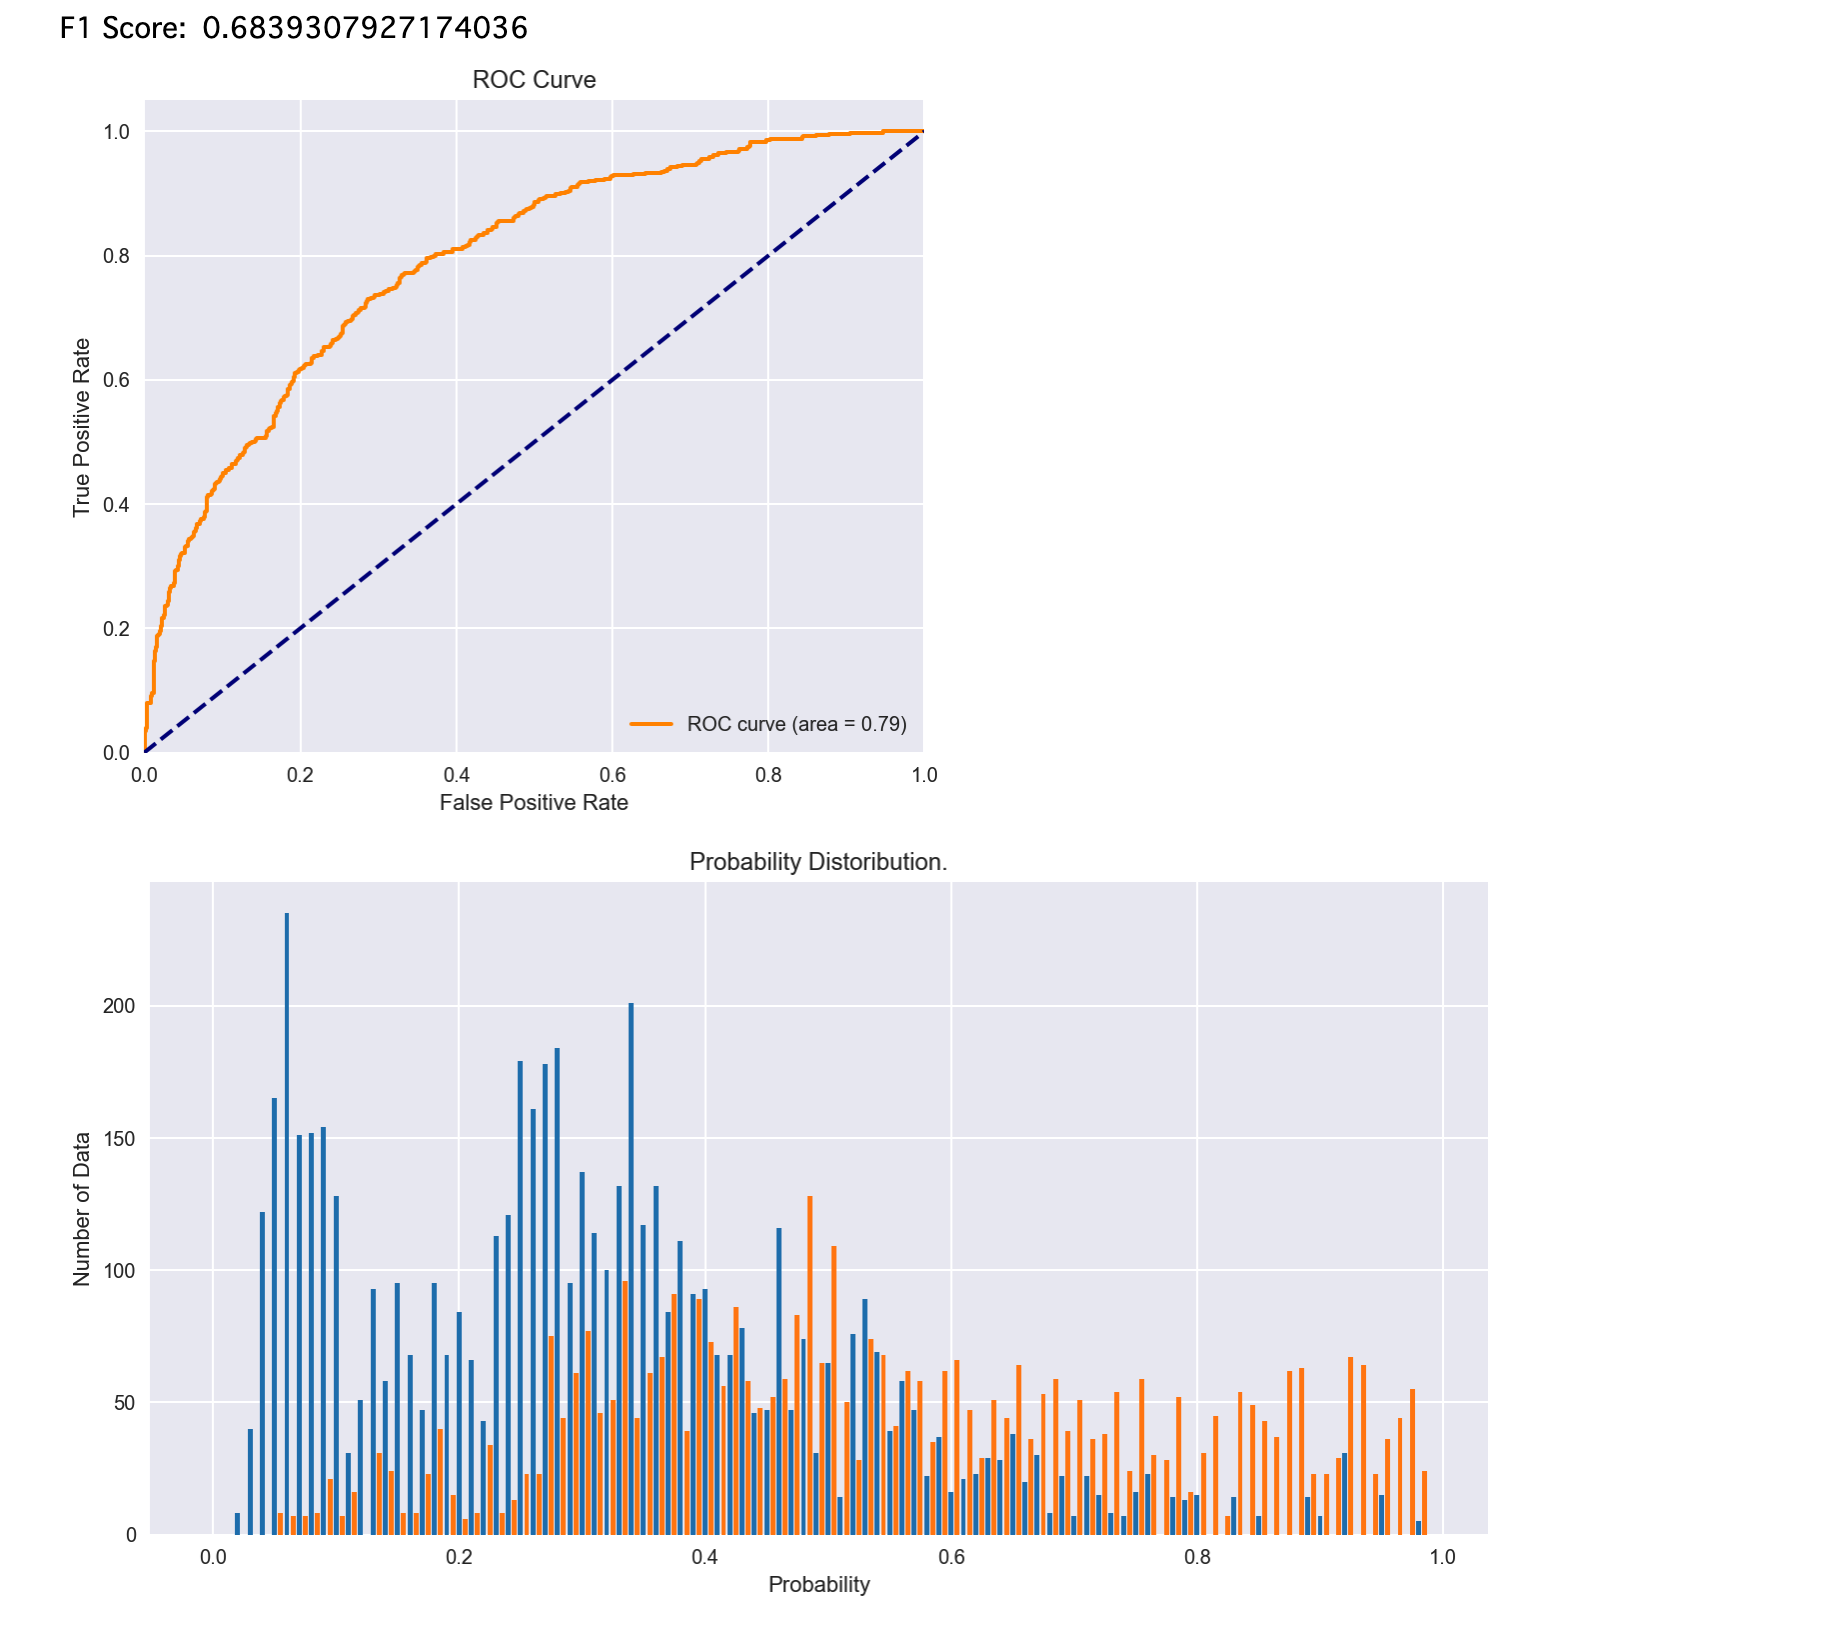 F1 Score: 0.6839307927174036
ROC Curve
1.0
0.8
0.6
0.4
0.2
0.0
True Positive Rate
ROC curve (area = 0.79)
0.0 0.2 0.4 0.6 0.8 1.0
False Positive Rate
Probability Distoribution.
200
150
100
50
0
Number of Data
0.0 0.2 0.4 0.6 0.8 1.0
Probability